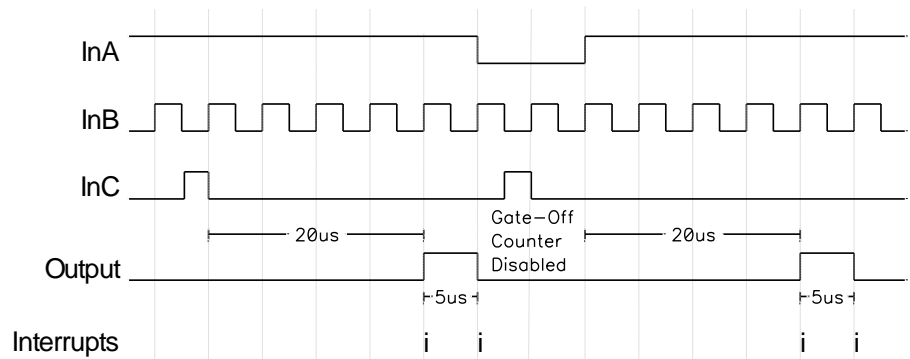 InA
InB
InC
Gate-Off
20us
Counter
20us
Disabled
Output
5us
5us
Interrupts
i i i i